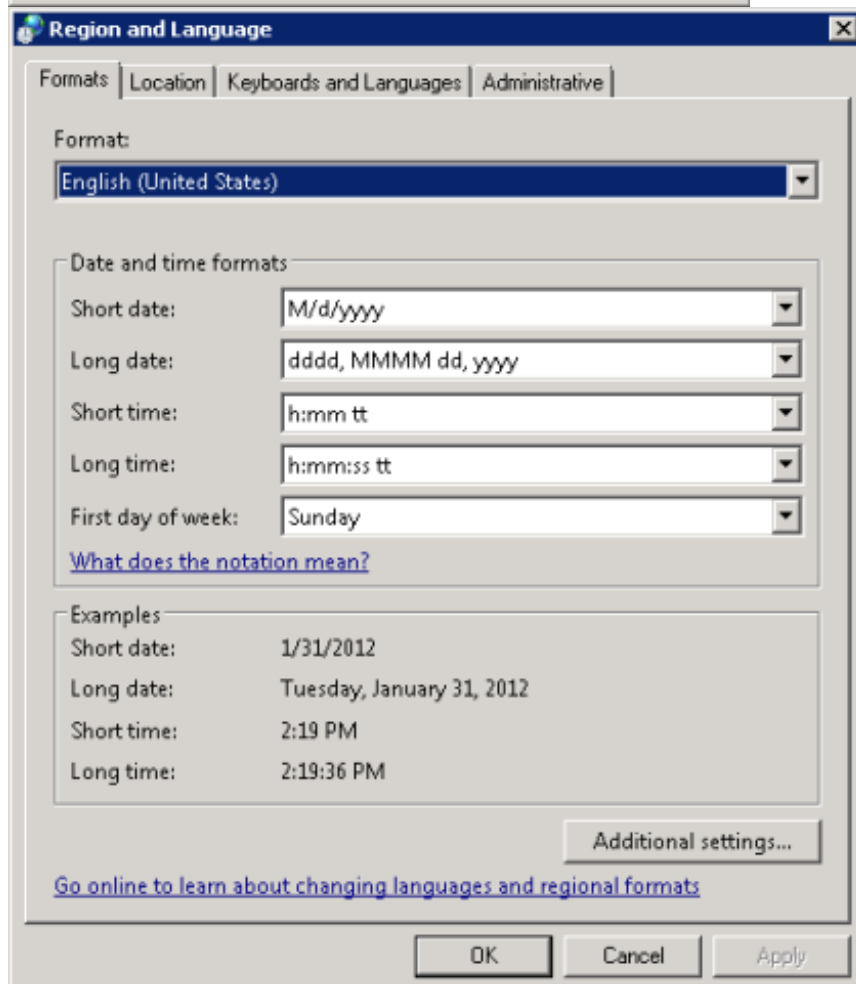 Region and Language
Formats Location Keyboards and Languages Administrative
Format:
English (United States)
Date and time formats
Short date: M/d/yyyy
Long date: dddd, MMMM dd, yyyy
Short time: h:mm tt
Long time: h:mm:ss tt
First day of week: Sunday
What does the notation mean?
Examples
Short date: 1/31/2012
Long date: Tuesday, January 31, 2012
Short time: 2:19 PM
Long time: 2:19:36 PM
Additional settings...
Go online to learn about changing languages and regional formats
OK Cancel Apply